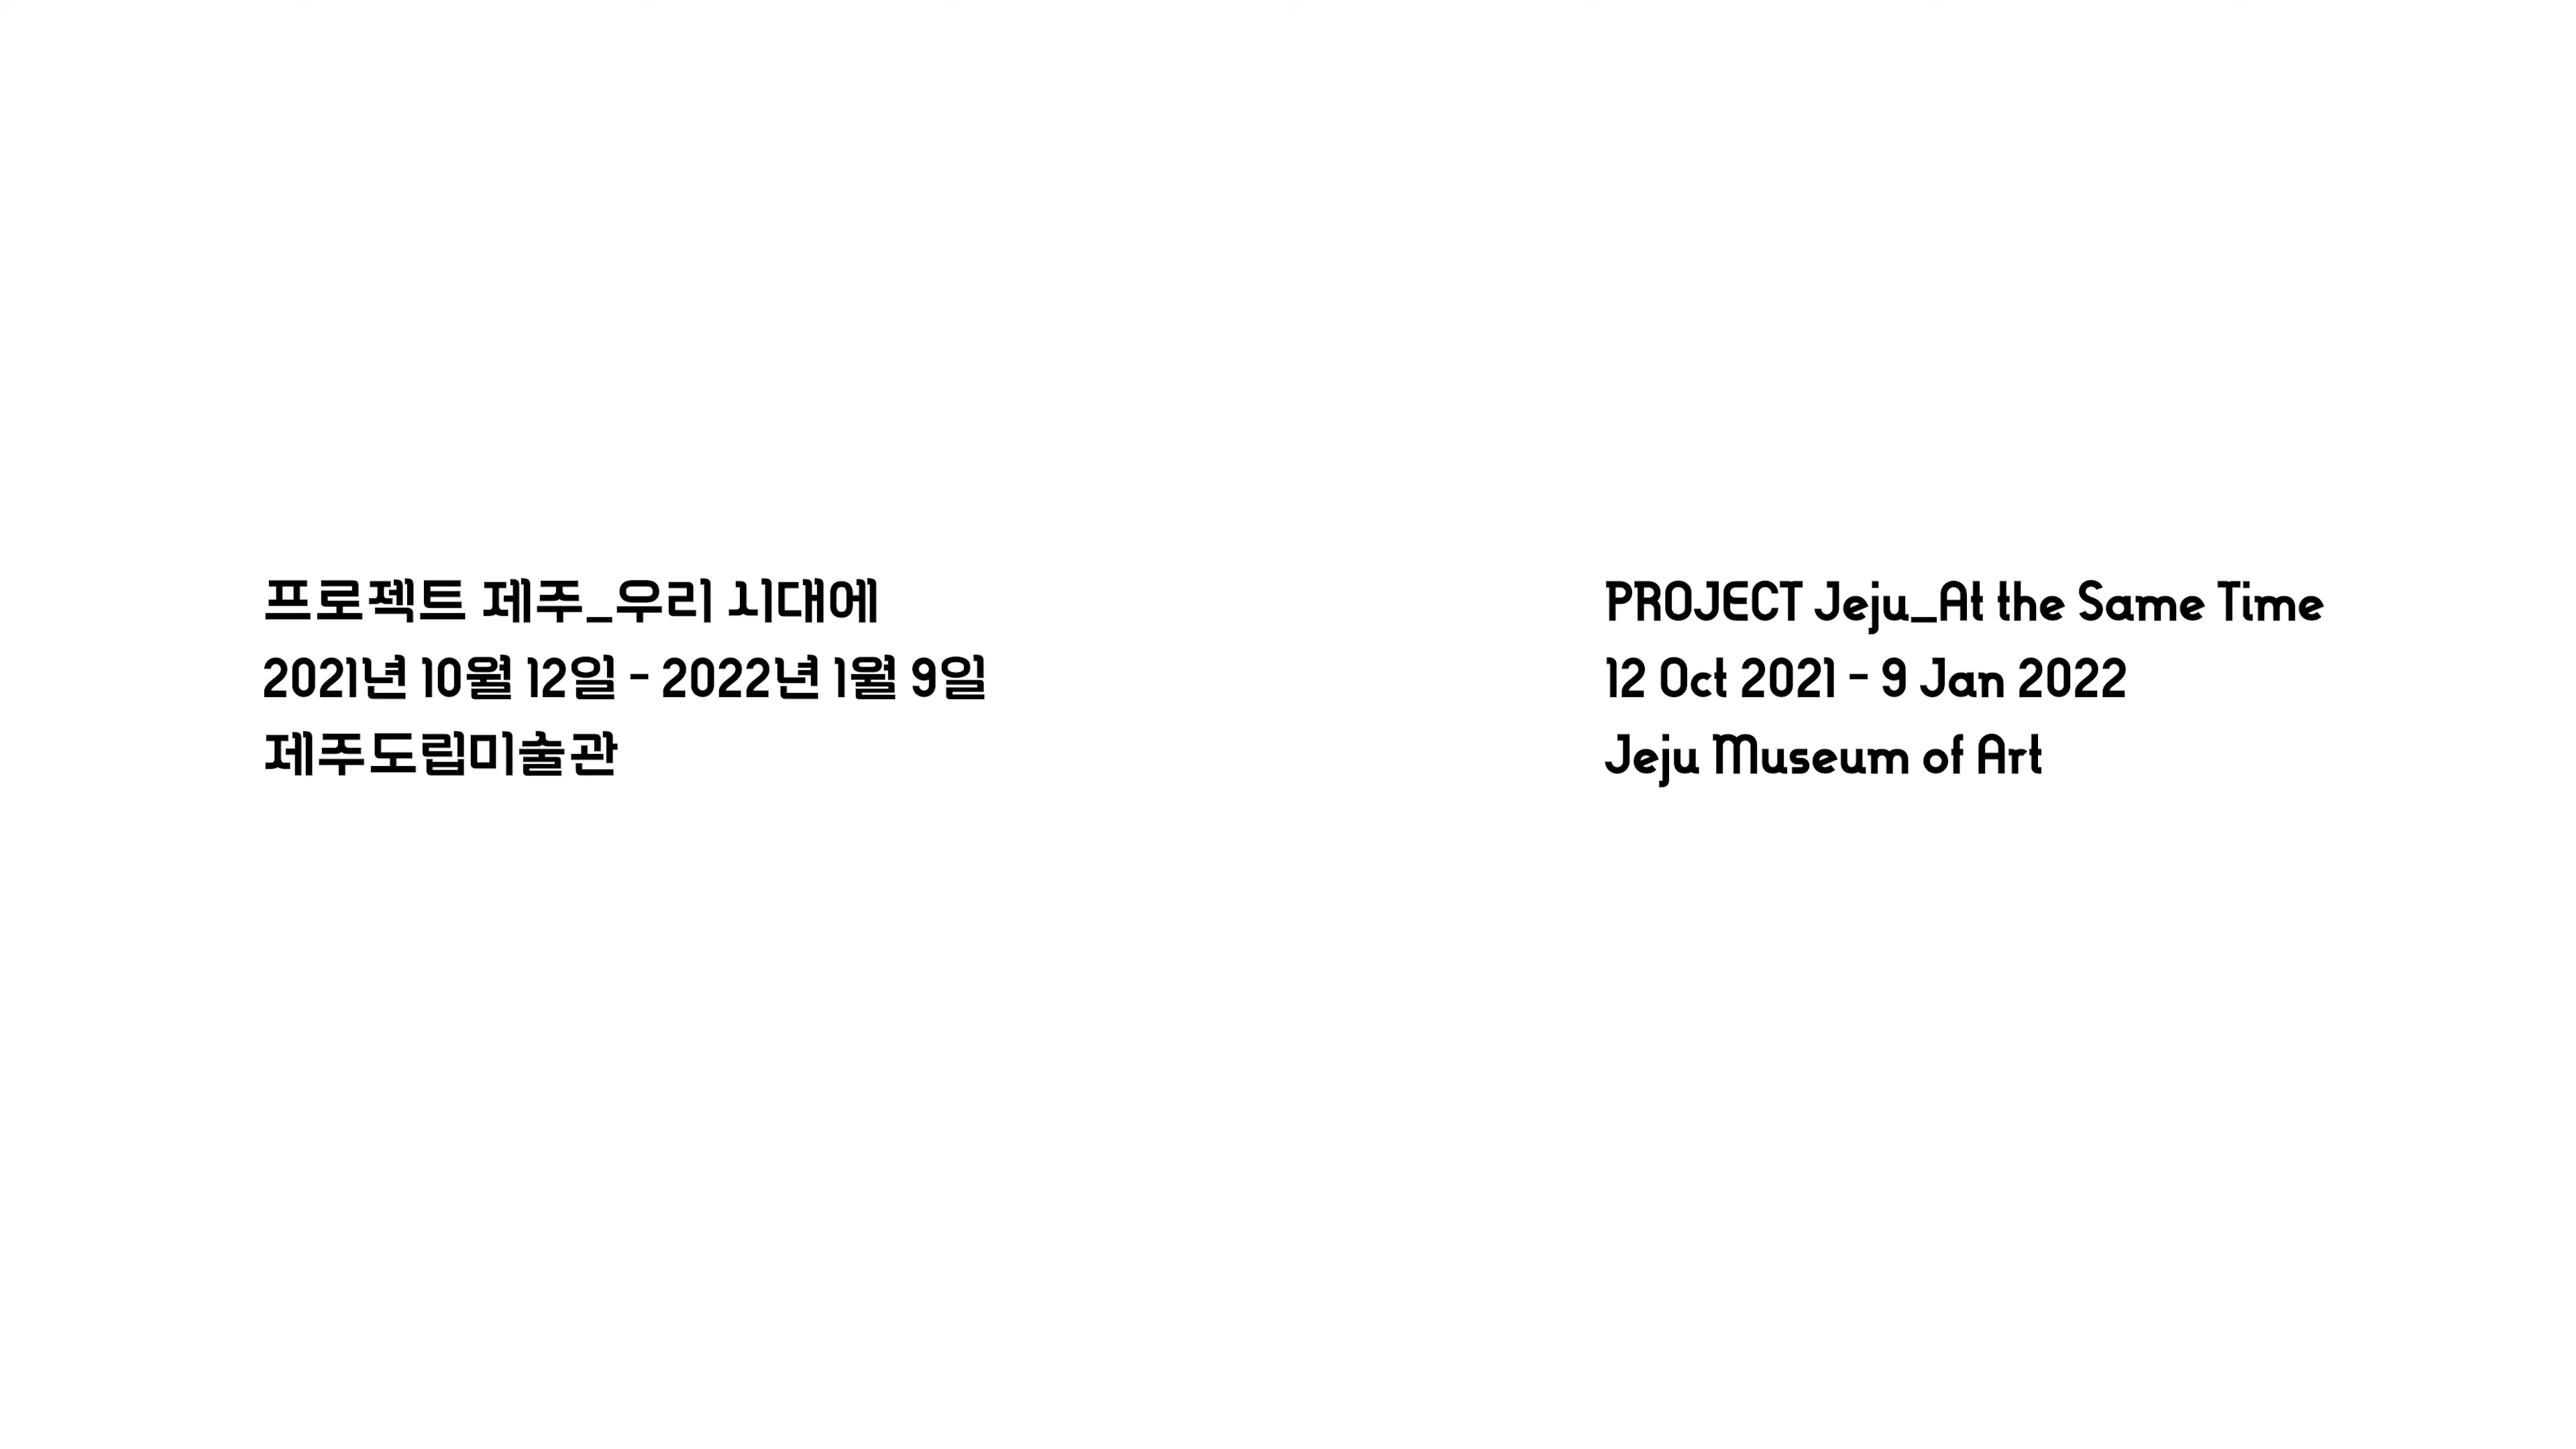 프로젝트 제주_우리 시대에
2021년 10월 12일 - 2022년 1월 9일
제주도립미술관
PROJECT Jeju_At the Same Time
12 Oct 2021 - 9 Jan 2022
Jeju Museum of Art